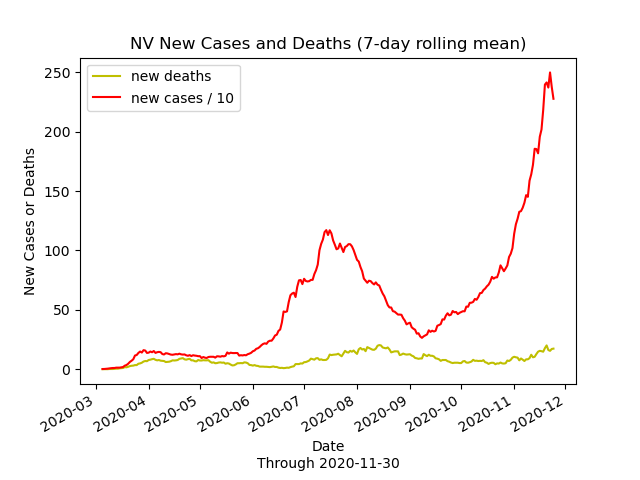 NV New Cases and Deaths (7-day rolling mean)
new deaths
new cases / 10
250
200
150
100
50
0
New Cases or Deaths
2020-03
2020-04
2020-05
2020-06
2020-07
2020-08
2020-09
2020-10
2020-11
2020-12
Date
Through 2020-11-30